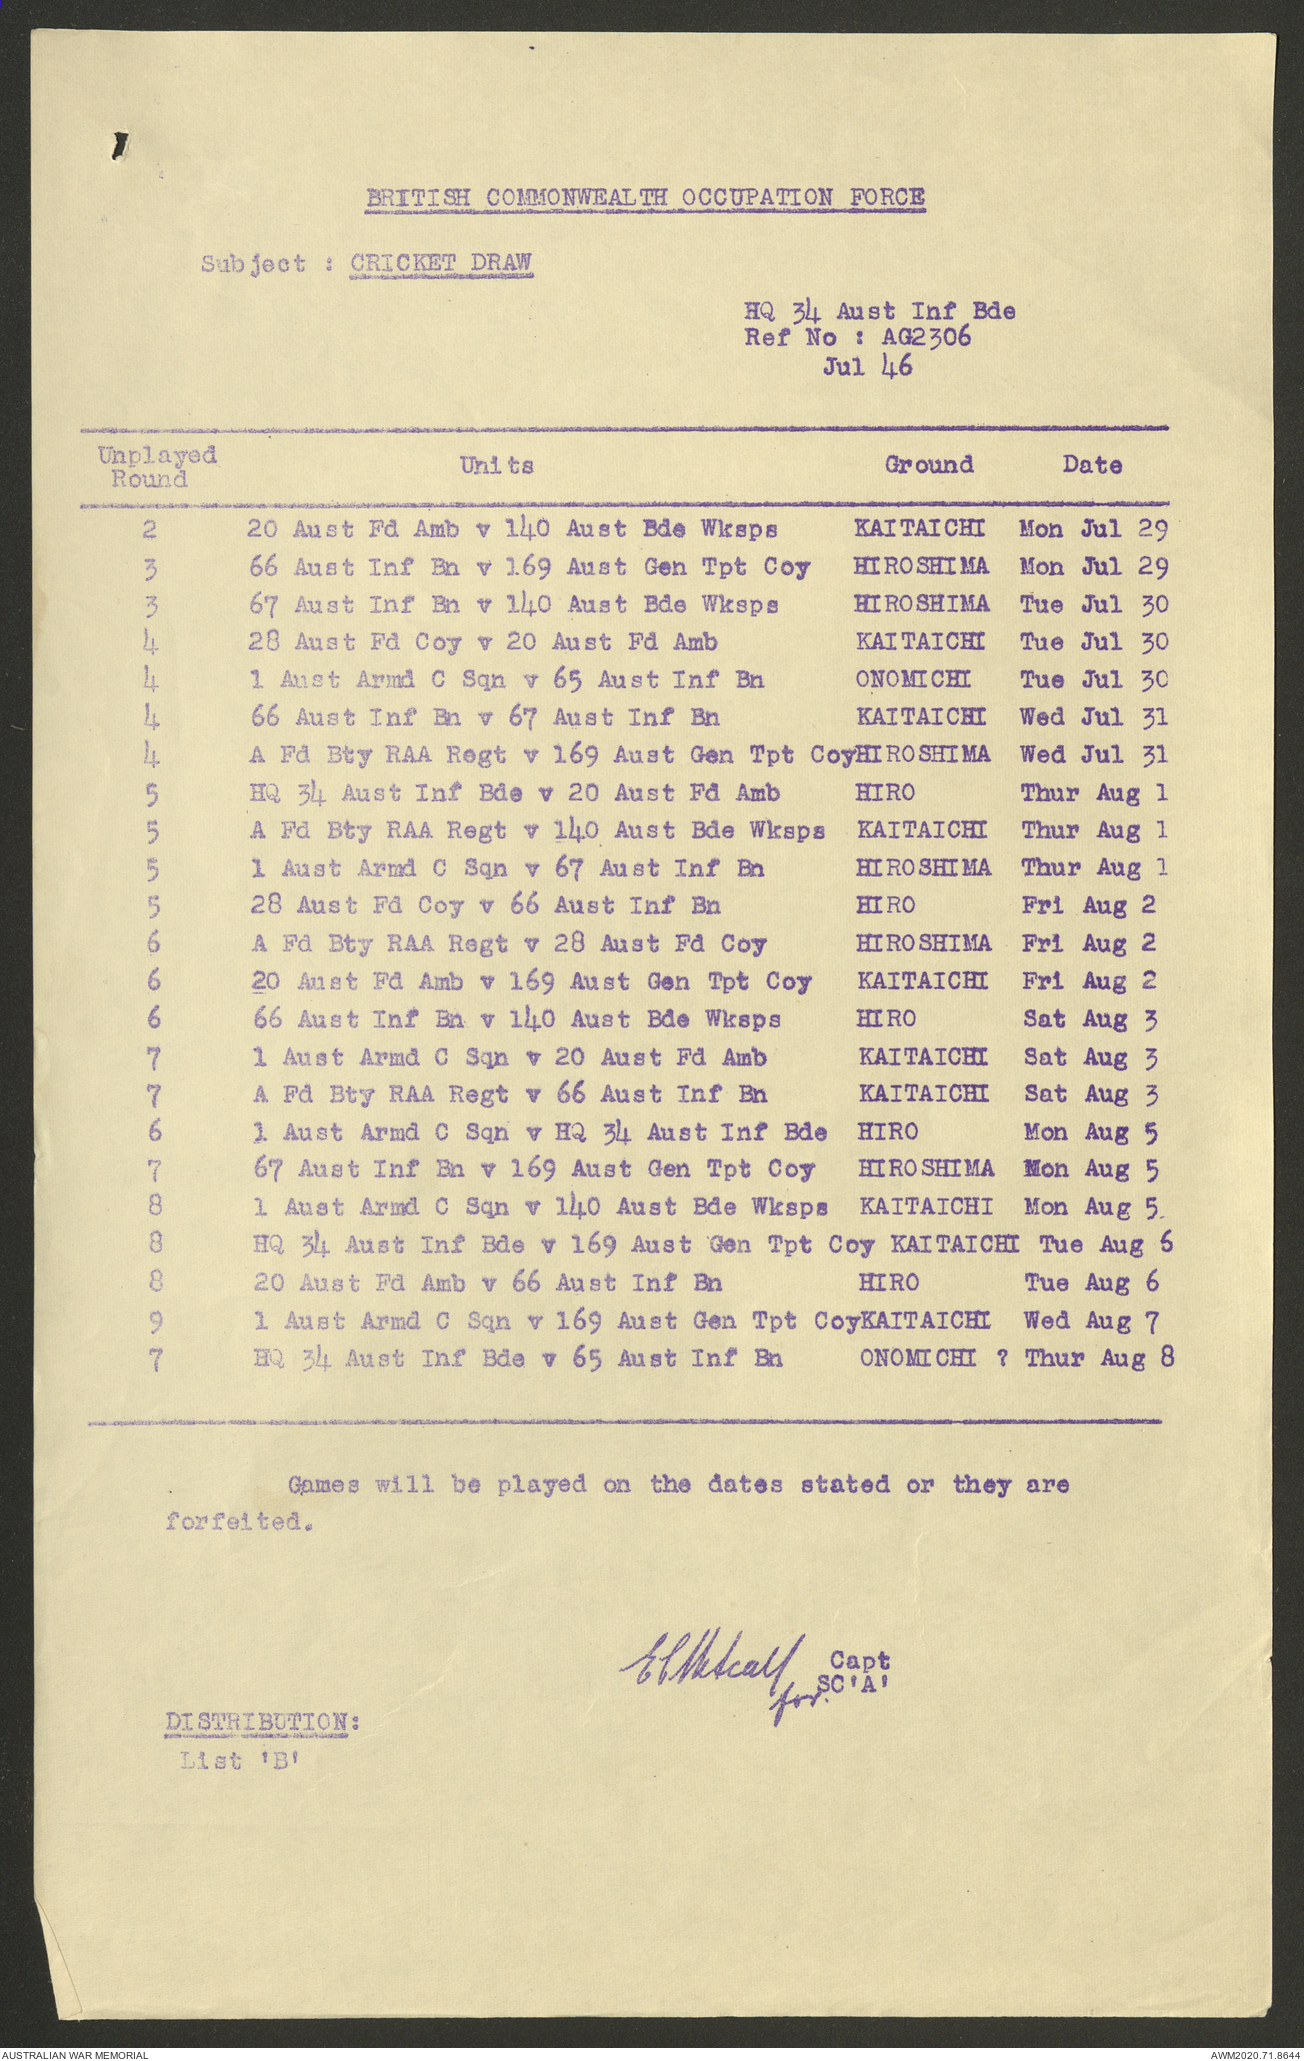 BRITISH COMMONWEALTH OCCUPATION FORCE
Subject : CRICKET DRAW
HQ 34 Aust Inf Bde
Ref No : AG2306
Jul 46
Unplayed Round Units Ground Date
2 20 Aust Fd Amb v 140 Aust Bde Wksps KAITAICHI Mon Jul 29
3 66 Aust Inf Bn v 169 Aust Gen Tpt Coy HIROSHIMA Mon Jul 29
3 67 Aust Inf Bn v 140 Aust Bde Wksps HIROSHIMA Tue Jul 30
4 28 Aust Fd Coy v 20 Aust Fd Amb KAITAICHI Tue Jul 30
4 1 Aust Armd C Sqn v 65 Aust Inf Bn ONOMICHI Tue Jul 30
4 66 Aust Inf Bn v 67 Aust Inf Bn KAITAICHI Wed Jul 31
4 A Fd Bty RAA Regt v 169 Aust Gen Tpt CoyHIROSHIMA Wed Jul 31
5 HQ 34 Aust Inf Bde v 20 Aust Fd Amb HIRO Thur Aug 1
5 A Fd Bty RAA Regt v 140 Aust Bde Wksps KAITAICHI Thur Aug 1
5 1 Aust Armd C Sqn v 67 Aust Inf Bn HIROSHIMA Thur Aug 1
5 28 Aust Fd Coy v 66 Aust Inf Bn HIRO Fri Aug 2
6 A Fd Bty RAA Regt v 28 Aust Fd Coy HIROSHIMA Fri Aug 2
6 20 Aust Fd Amb v 169 Aust Gen Tpt Coy KAITAICHI Fri Aug 2
6 66 Aust Inf Bn v 140 Aust Bde Wksps HIRO Sat Aug 3
7 1 Aust Armd C Sqn v 20 Aust Fd Amb KAITAICHI Sat Aug 3
7 A Fd Bty RAA Regt v 66 Aust Inf Bn KAITAICHI Sat Aug 3
6 1 Aust Armd C Sqn v HQ 34 Aust Inf Bde HIRO Mon Aug 5
7 67 Aust Inf Bn v 169 Aust Gen Tpt Coy HIROSHIMA Mon Aug 5
8 1 Aust Armd C Sqn v 140 Aust Bde Wksps KAITAICHI Mon Aug 5.
8 HQ 34 Aust Inf Bde v 169 Aust Gen Tpt Coy KAITAICHI Tue Aug 6
8 20 Aust Fd Amb v 66 Aust Inf Bn HIRO Tue Aug 6
9 1 Aust Armd C Sqn v 169 Aust Gen Tpt CoyKAITAICHI Wed Aug 7
7 HQ 34 Aust Inf Bde v 65 Aust Inf Bn ONOMICHI ? Thur Aug 8
Games will be played on the dates stated or they are
forfeited.
E C Metcalf Capt
for. SC'A'
DISTRIBUTION:
List 'B'
AUSTRALIAN WAR MEMORIAL AWM2020.71.8644